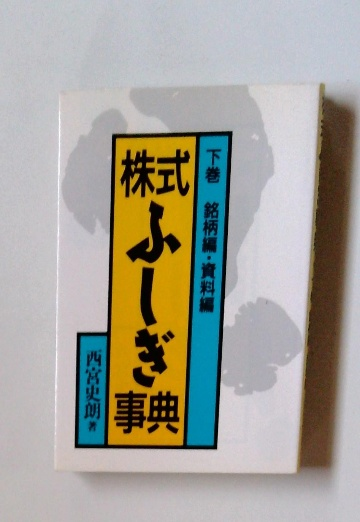 下巻 銘柄編・資料編
株式
ふしぎ
事典
西宮史朗著